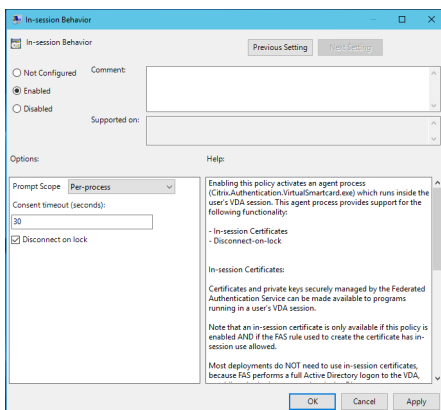 In-session Behavior
In-session Behavior
Previous Setting
Next Setting
Not Configured
Comment:
Enabled
Disabled
Supported on:
Options:
Help:
Prompt Scope Per-process
Consent timeout (seconds):
30
Disconnect on lock
Enabling this policy activates an agent process
(Citrix.Authentication.VirtualSmartcard.exe) which runs inside the
user's VDA session. This agent process provides support for the
following functionality:
- In-session Certificates
- Disconnect-on-lock
In-session Certificates:
Certificates and private keys securely managed by the Federated
Authentication Service can be made available to programs
running in a user's VDA session.
Note that an in-session certificate is only available if this policy is
enabled AND if the FAS rule used to create the certificate has in-
session use allowed.
Most deployments do NOT need to use in-session certificates,
because FAS performs a full Active Directory logon to the VDA,
OK
Cancel
Apply